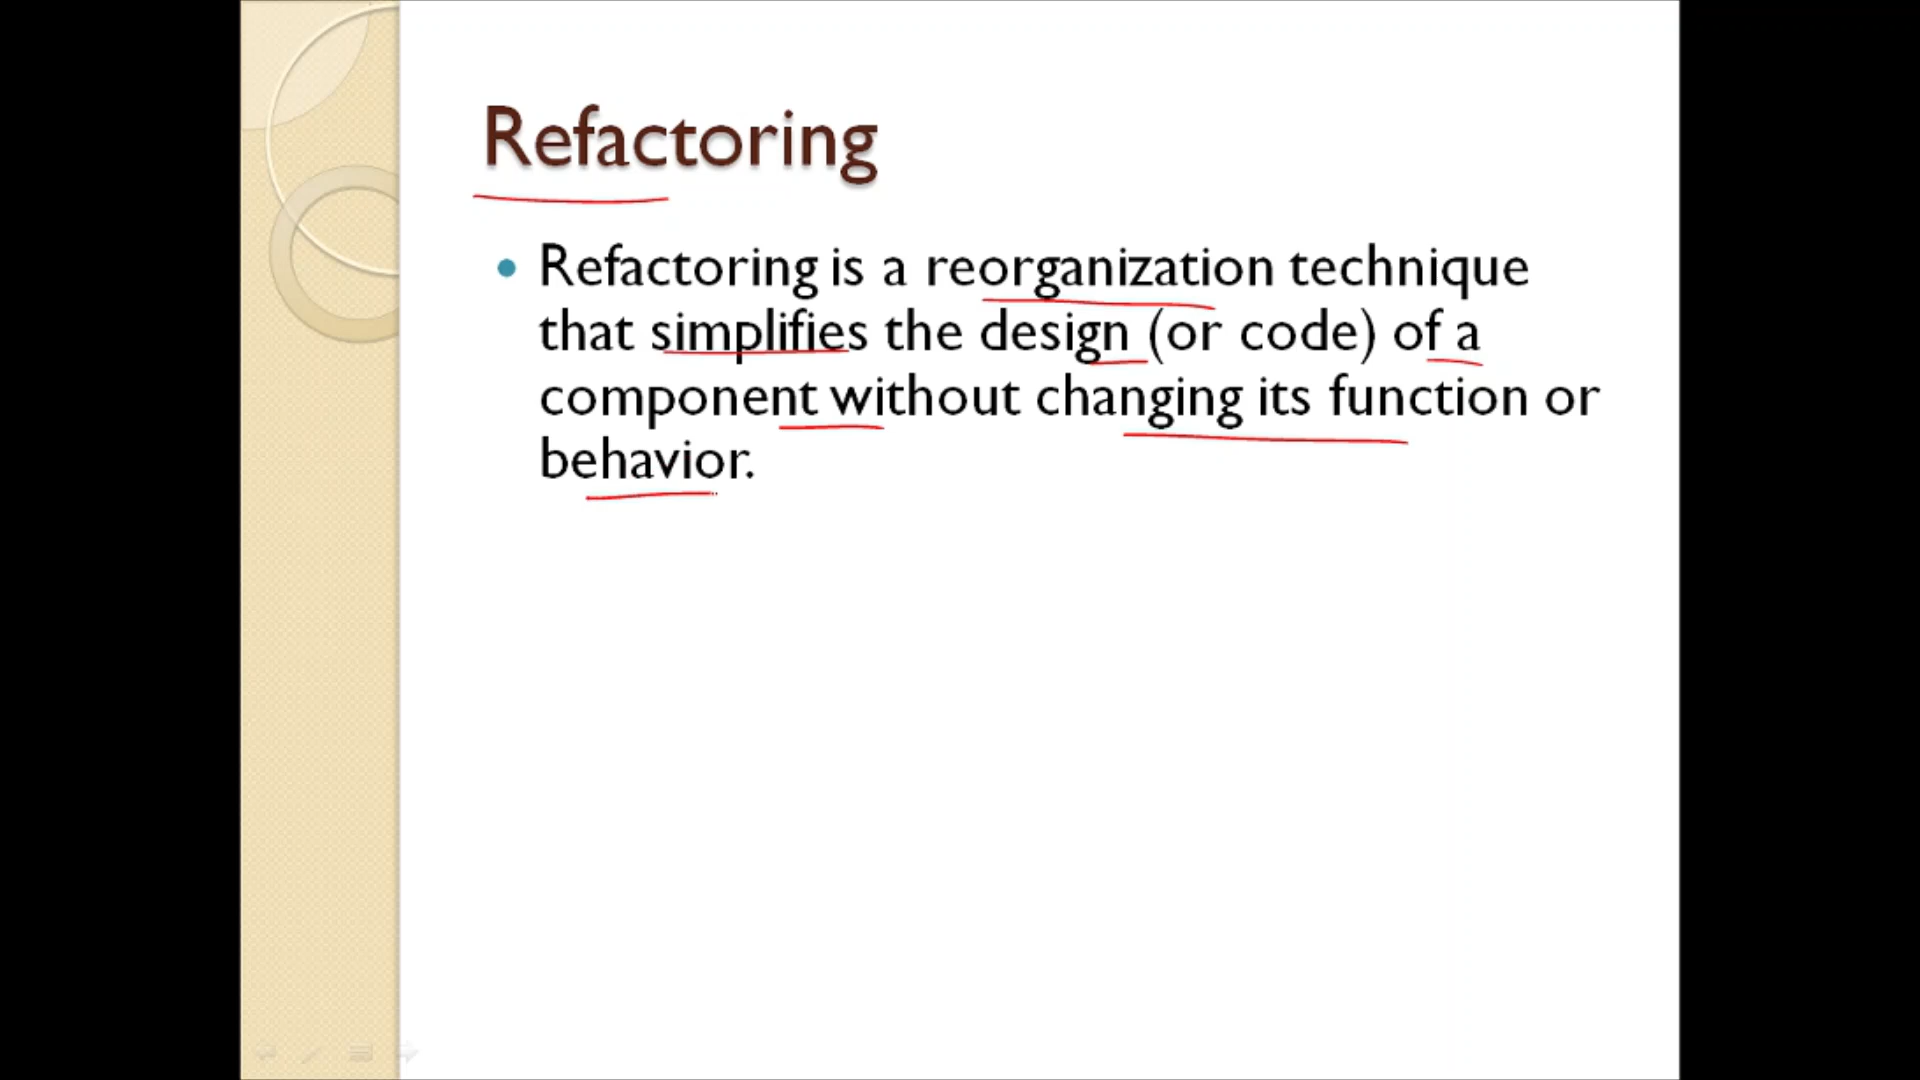 Refactoring
• Refactoring is a reorganization technique
that simplifies the design (or code) of a
component without changing its function or
behavior.